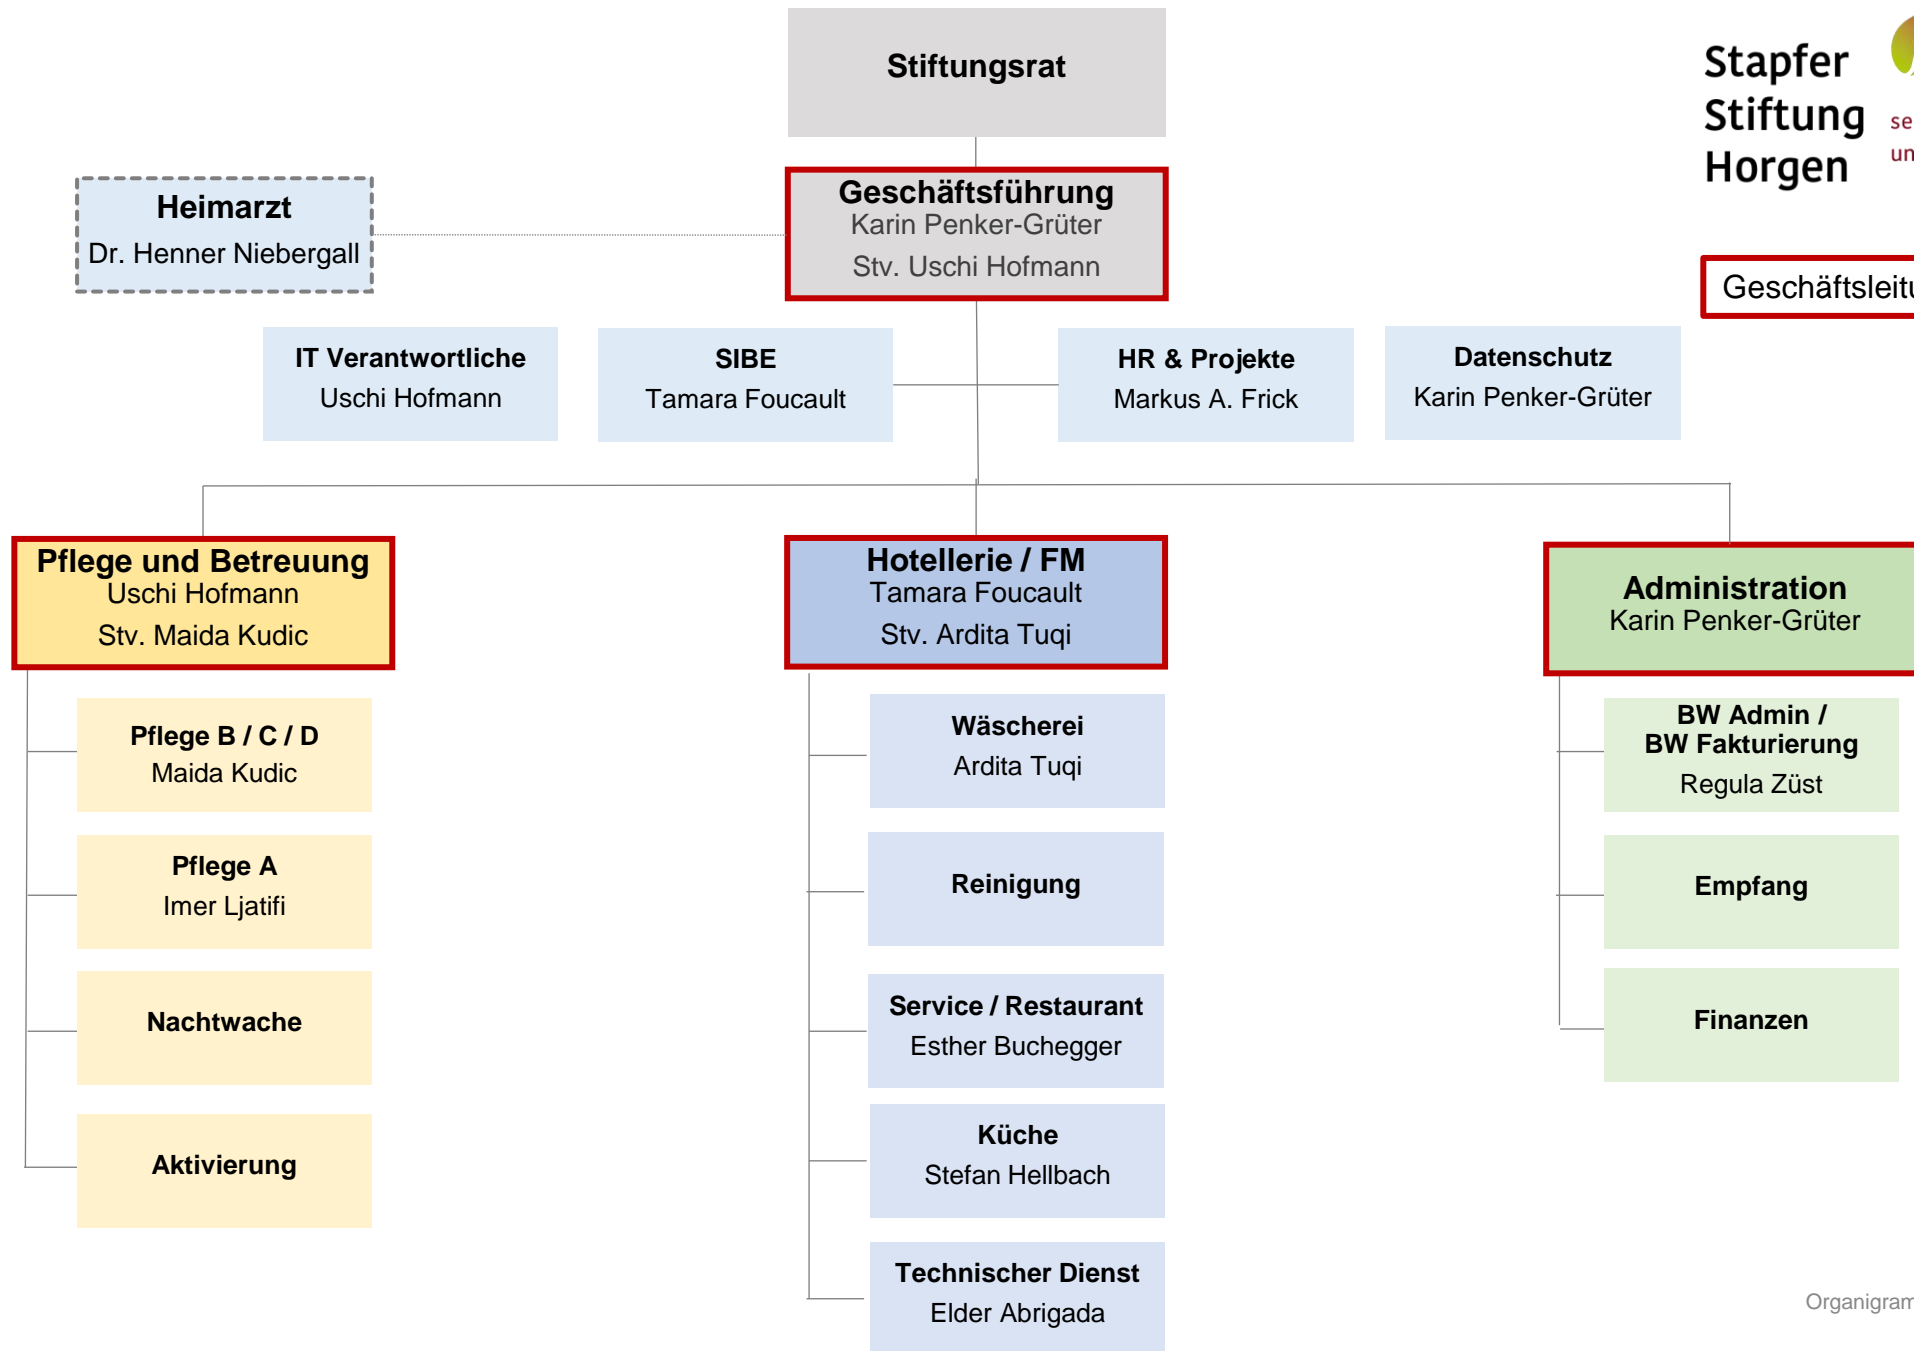 Stiftungsrat
Stapfer
Stiftung
Horgen
Geschäftsführung
Karin Penker-Grüter
Stv. Uschi Hofmann
Heimarzt
Dr. Henner Niebergall
IT Verantwortliche
Uschi Hofmann
SIBE
Tamara Foucault
HR & Projekte
Markus A. Frick
Datenschutz
Karin Penker-Grüter
Pflege und Betreuung
Uschi Hofmann
Stv. Maida Kudic
Hotellerie / FM
Tamara Foucault
Stv. Ardita Tuqi
Administration
Karin Penker-Grüter
Pflege B / C / D
Maida Kudic
Pflege A
Imer Ljatifi
Nachtwache
Aktivierung
Wäscherei
Ardita Tuqi
Reinigung
Service / Restaurant
Esther Buchegger
Küche
Stefan Hellbach
Technischer Dienst
Elder Abrigada
BW Admin /
BW Fakturierung
Regula Züst
Empfang
Finanzen